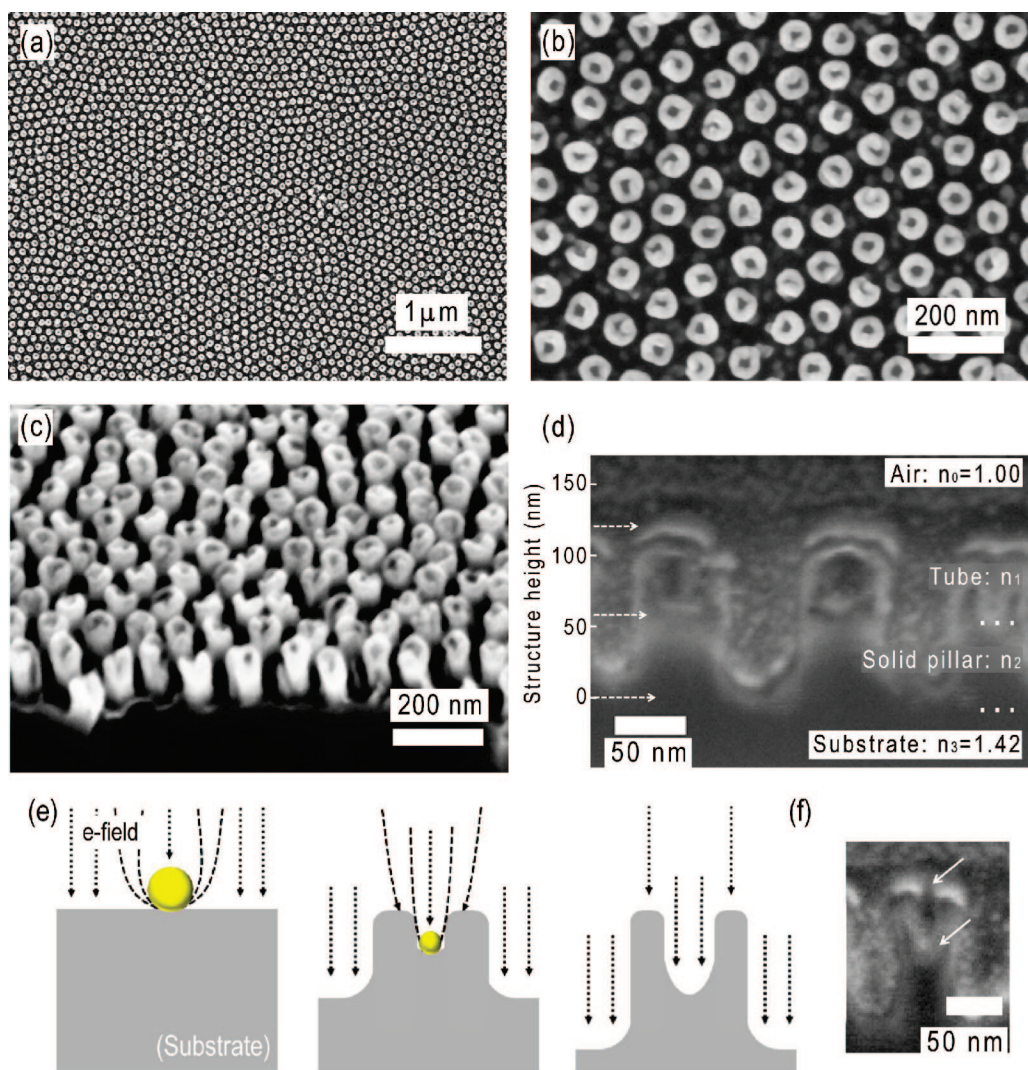 (a)
1μm
(b)
200 nm
(c)
200 nm
(d)
Structure height (nm)
150
100
50
0
Air: n₀=1.00
Tube: n₁
...
Solid pillar: n₂
...
Substrate: n₃=1.42
50 nm
(e)
e-field
(Substrate)
(f)
50 nm